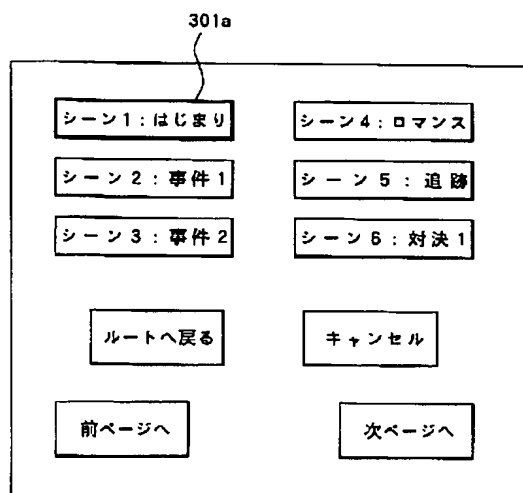 301a
シーン1：はじまり
シーン4：ロマンス
シーン2：事件1
シーン5：追跡
シーン3：事件2
シーン6：対決1
ルートへ戻る
キャンセル
前ページへ
次ページへ